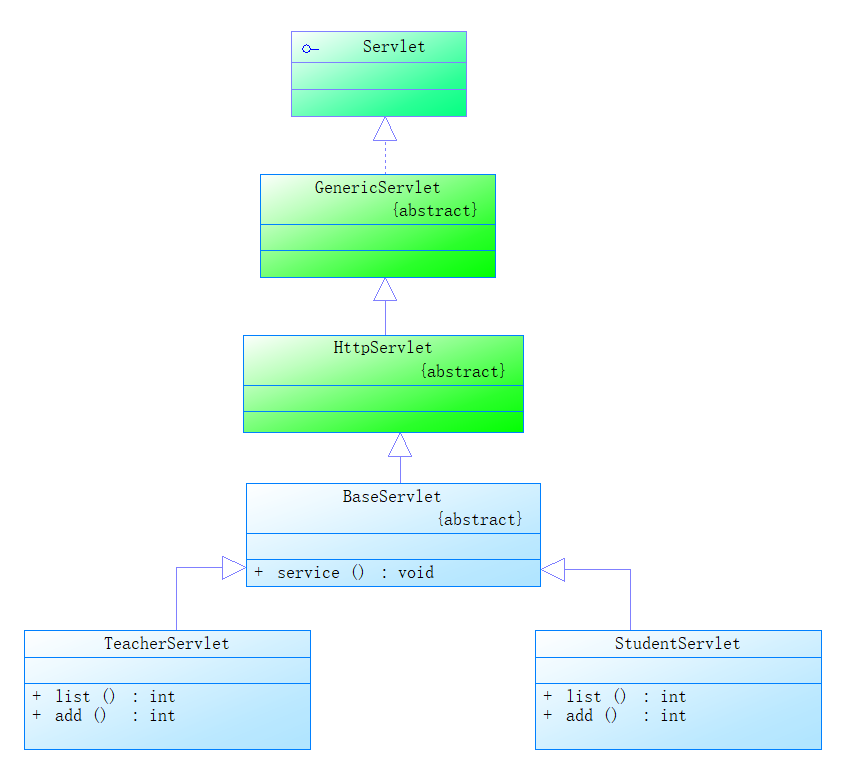 Servlet
GenericServlet
{abstract}
HttpServlet
{abstract}
BaseServlet
{abstract}
+ service () : void
TeacherServlet
+ list () : int
+ add () : int
StudentServlet
+ list () : int
+ add () : int